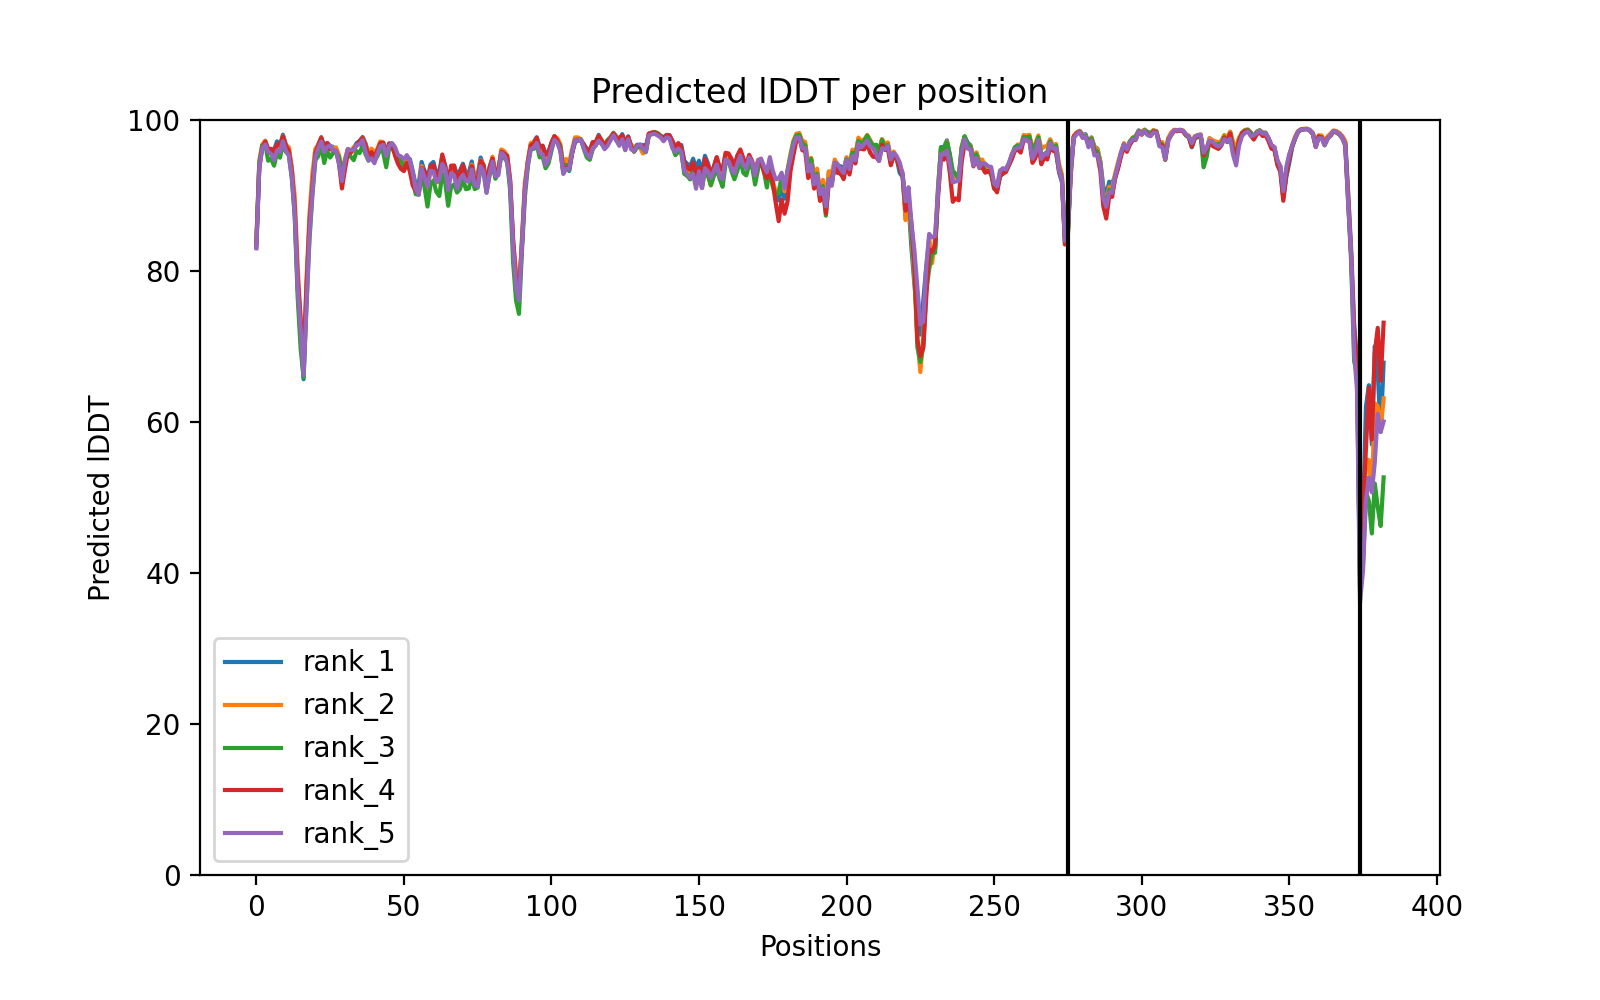 Predicted lDDT per position
100
80
60
40
20
0
Predicted lDDT
rank_1
rank_2
rank_3
rank_4
rank_5
0 50 100 150 200 250 300 350 400
Positions